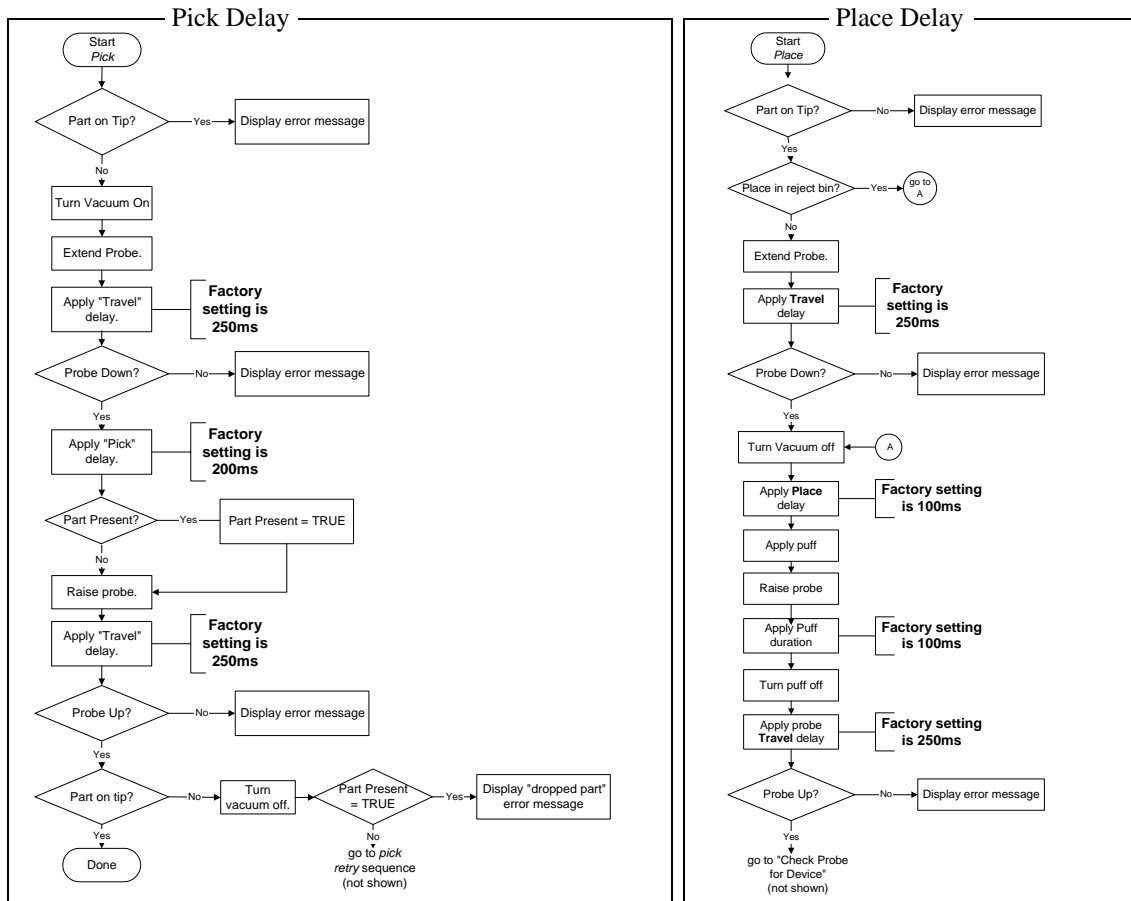 Pick Delay
Start
Pick
Part on Tip?
Yes
Display error message
No
Turn Vacuum On
Extend Probe.
Apply "Travel"
delay.
Factory
setting is
250ms
Probe Down?
No
Display error message
Yes
Apply "Pick"
delay.
Factory
setting is
200ms
Part Present?
Yes
Part Present = TRUE
No
Raise probe.
Apply "Travel"
delay.
Factory
setting is
250ms
Probe Up?
No
Display error message
Yes
Part on tip?
No
Turn
vacuum off.
Part Present
= TRUE
Yes
Display "dropped part"
error message
Yes
Done
No
go to pick
retry sequence
(not shown)
Place Delay
Start
Place
Part on Tip?
No
Display error message
Yes
Place in reject bin?
Yes
go to
A
No
Extend Probe.
Apply Travel
delay
Factory
setting is
250ms
Probe Down?
No
Display error message
Yes
Turn Vacuum off
A
Apply Place
delay
Factory setting
is 100ms
Apply puff
Raise probe
Apply Puff
duration
Factory setting
is 100ms
Turn puff off
Apply probe
Travel delay
Factory setting
is 250ms
Probe Up?
No
Display error message
Yes
go to "Check Probe
for Device"
(not shown)